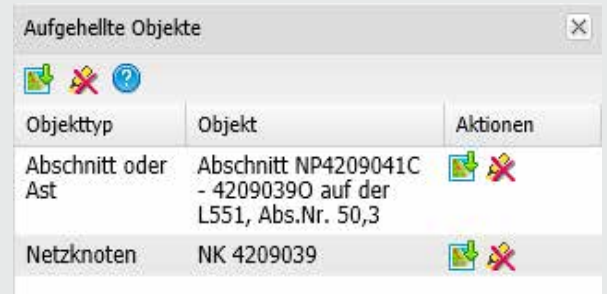 Aufgehellte Objekte
Objekttyp Objekt Aktionen
Abschnitt oder Ast
Abschnitt NP4209041C
- 4209039O auf der
L551, Abs.Nr. 50,3
Netzknoten NK 4209039